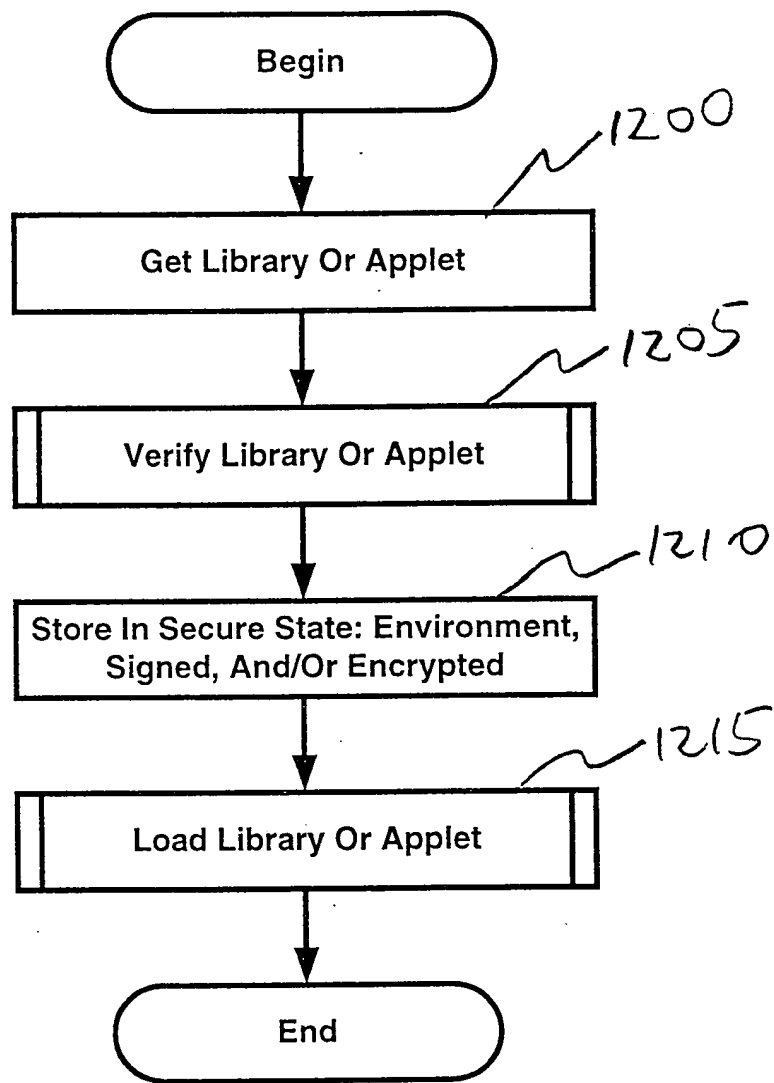 Begin
1200
Get Library Or Applet
1205
Verify Library Or Applet
1210
Store In Secure State: Environment,
Signed, And/Or Encrypted
1215
Load Library Or Applet
End